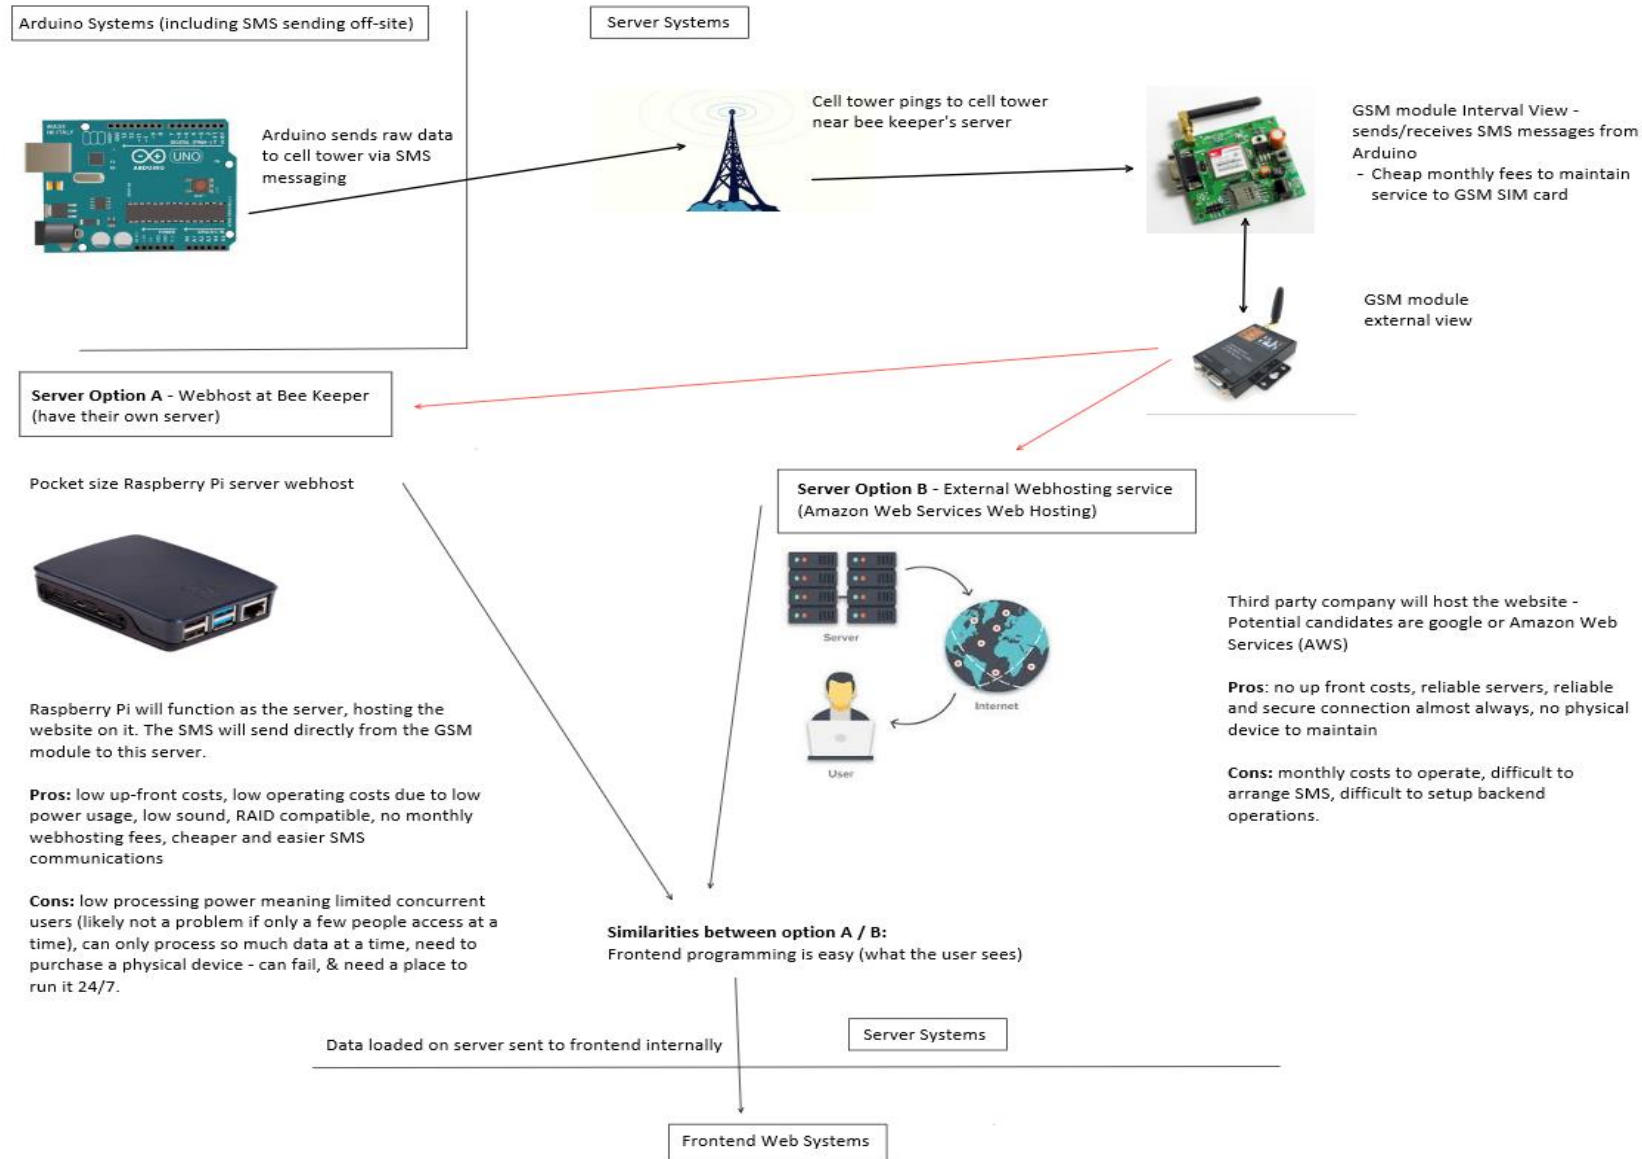 Arduino Systems (including SMS sending off-site)
Server Systems
UNO
ARDUINO
Arduino sends raw data
to cell tower via SMS
messaging
Cell tower pings to cell tower
near bee keeper's server
GSM module Interval View -
sends/receives SMS messages from
Arduino
- Cheap monthly fees to maintain
service to GSM SIM card
GSM module
external view
Server Option A - Webhost at Bee Keeper
(have their own server)
Pocket size Raspberry Pi server webhost
Raspberry Pi will function as the server, hosting the
website on it. The SMS will send directly from the GSM
module to this server.
Pros: low up-front costs, low operating costs due to low
power usage, low sound, RAID compatible, no monthly
webhosting fees, cheaper and easier SMS
communications
Cons: low processing power meaning limited concurrent
users (likely not a problem if only a few people access at a
time), can only process so much data at a time, need to
purchase a physical device - can fail, & need a place to
run it 24/7.
Server Option B - External Webhosting service
(Amazon Web Services Web Hosting)
Server
Internet
User
Third party company will host the website -
Potential candidates are google or Amazon Web
Services (AWS)
Pros: no up front costs, reliable servers, reliable
and secure connection almost always, no physical
device to maintain
Cons: monthly costs to operate, difficult to
arrange SMS, difficult to setup backend
operations.
Similarities between option A / B:
Frontend programming is easy (what the user sees)
Data loaded on server sent to frontend internally
Server Systems
Frontend Web Systems